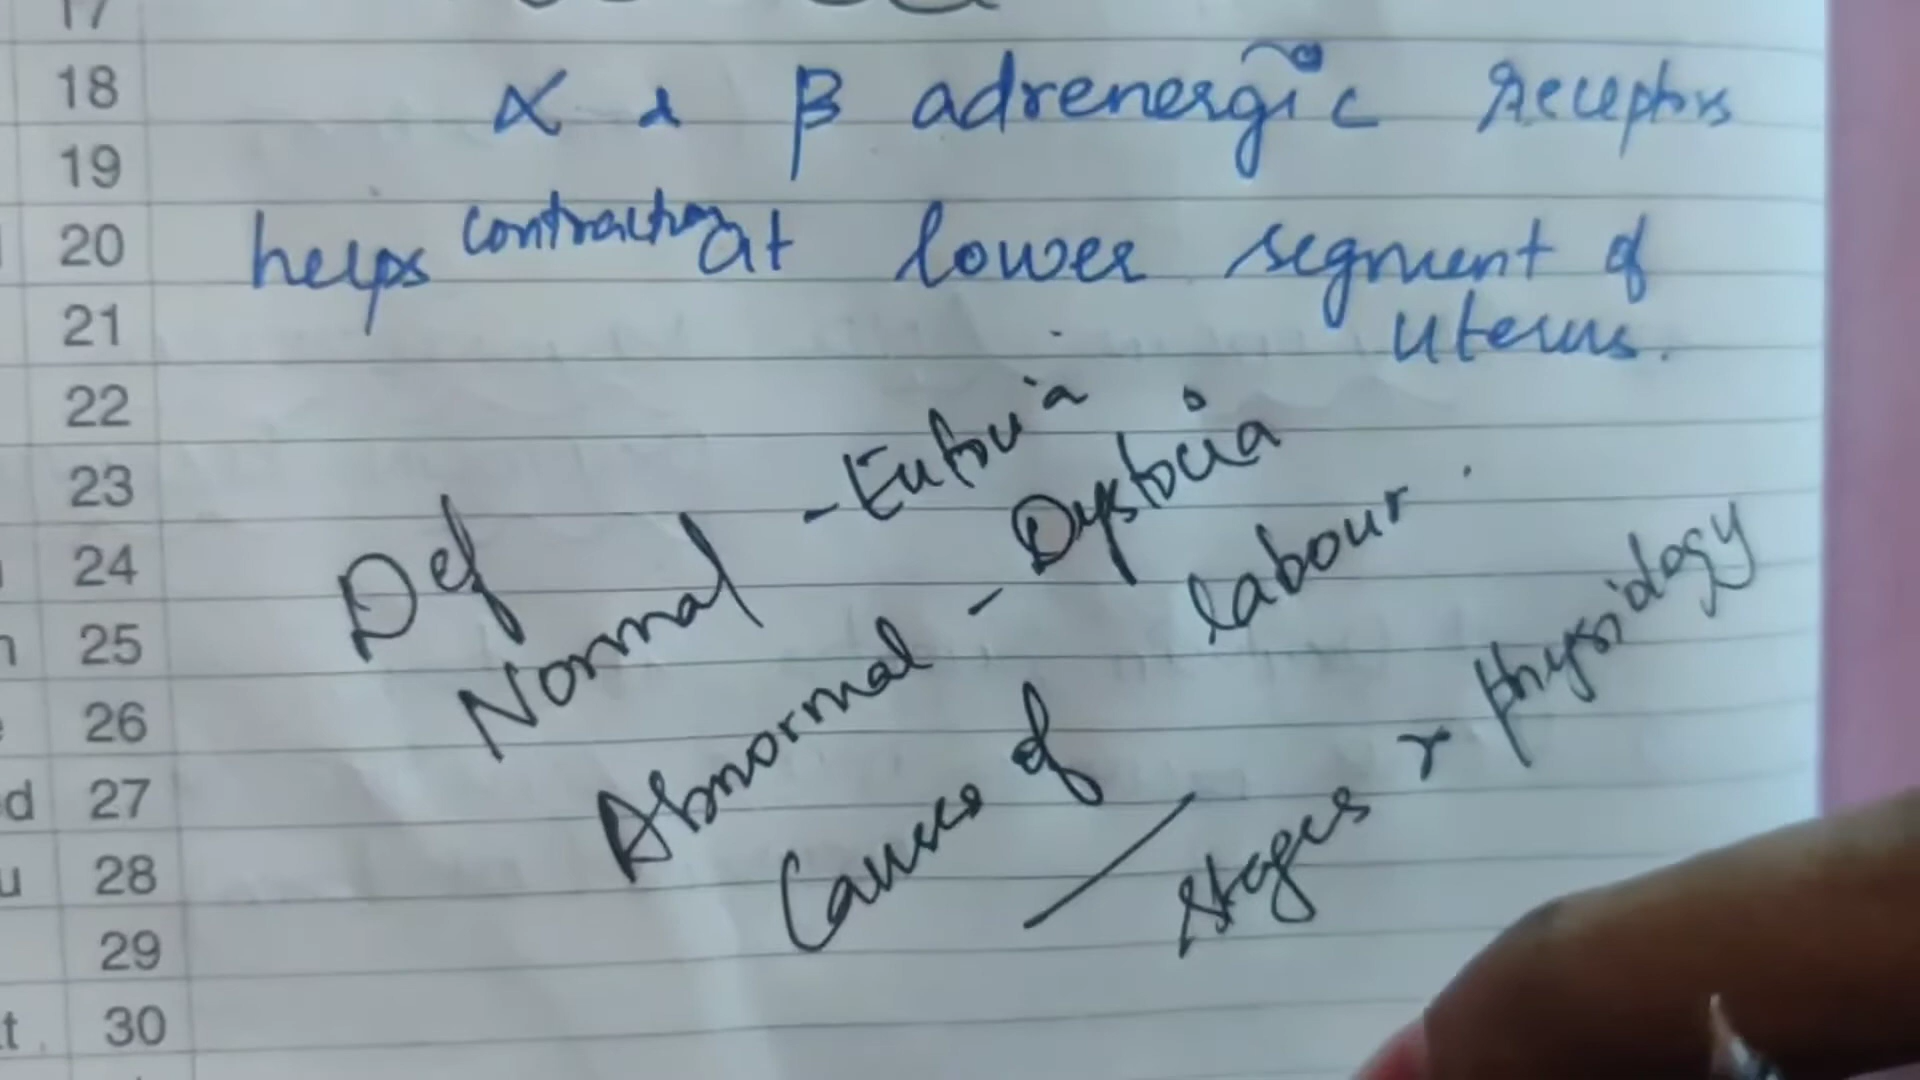 17
18 α & β adrenergic receptors
19
20 helps contraction at lower segment of
21 uterus.
22
23
24
25
26
27
28
29
30
Def
Normal - Eutocia
Abnormal - Dystocia
Causes of labour.
Stages & physiology
n
e
d
u
t